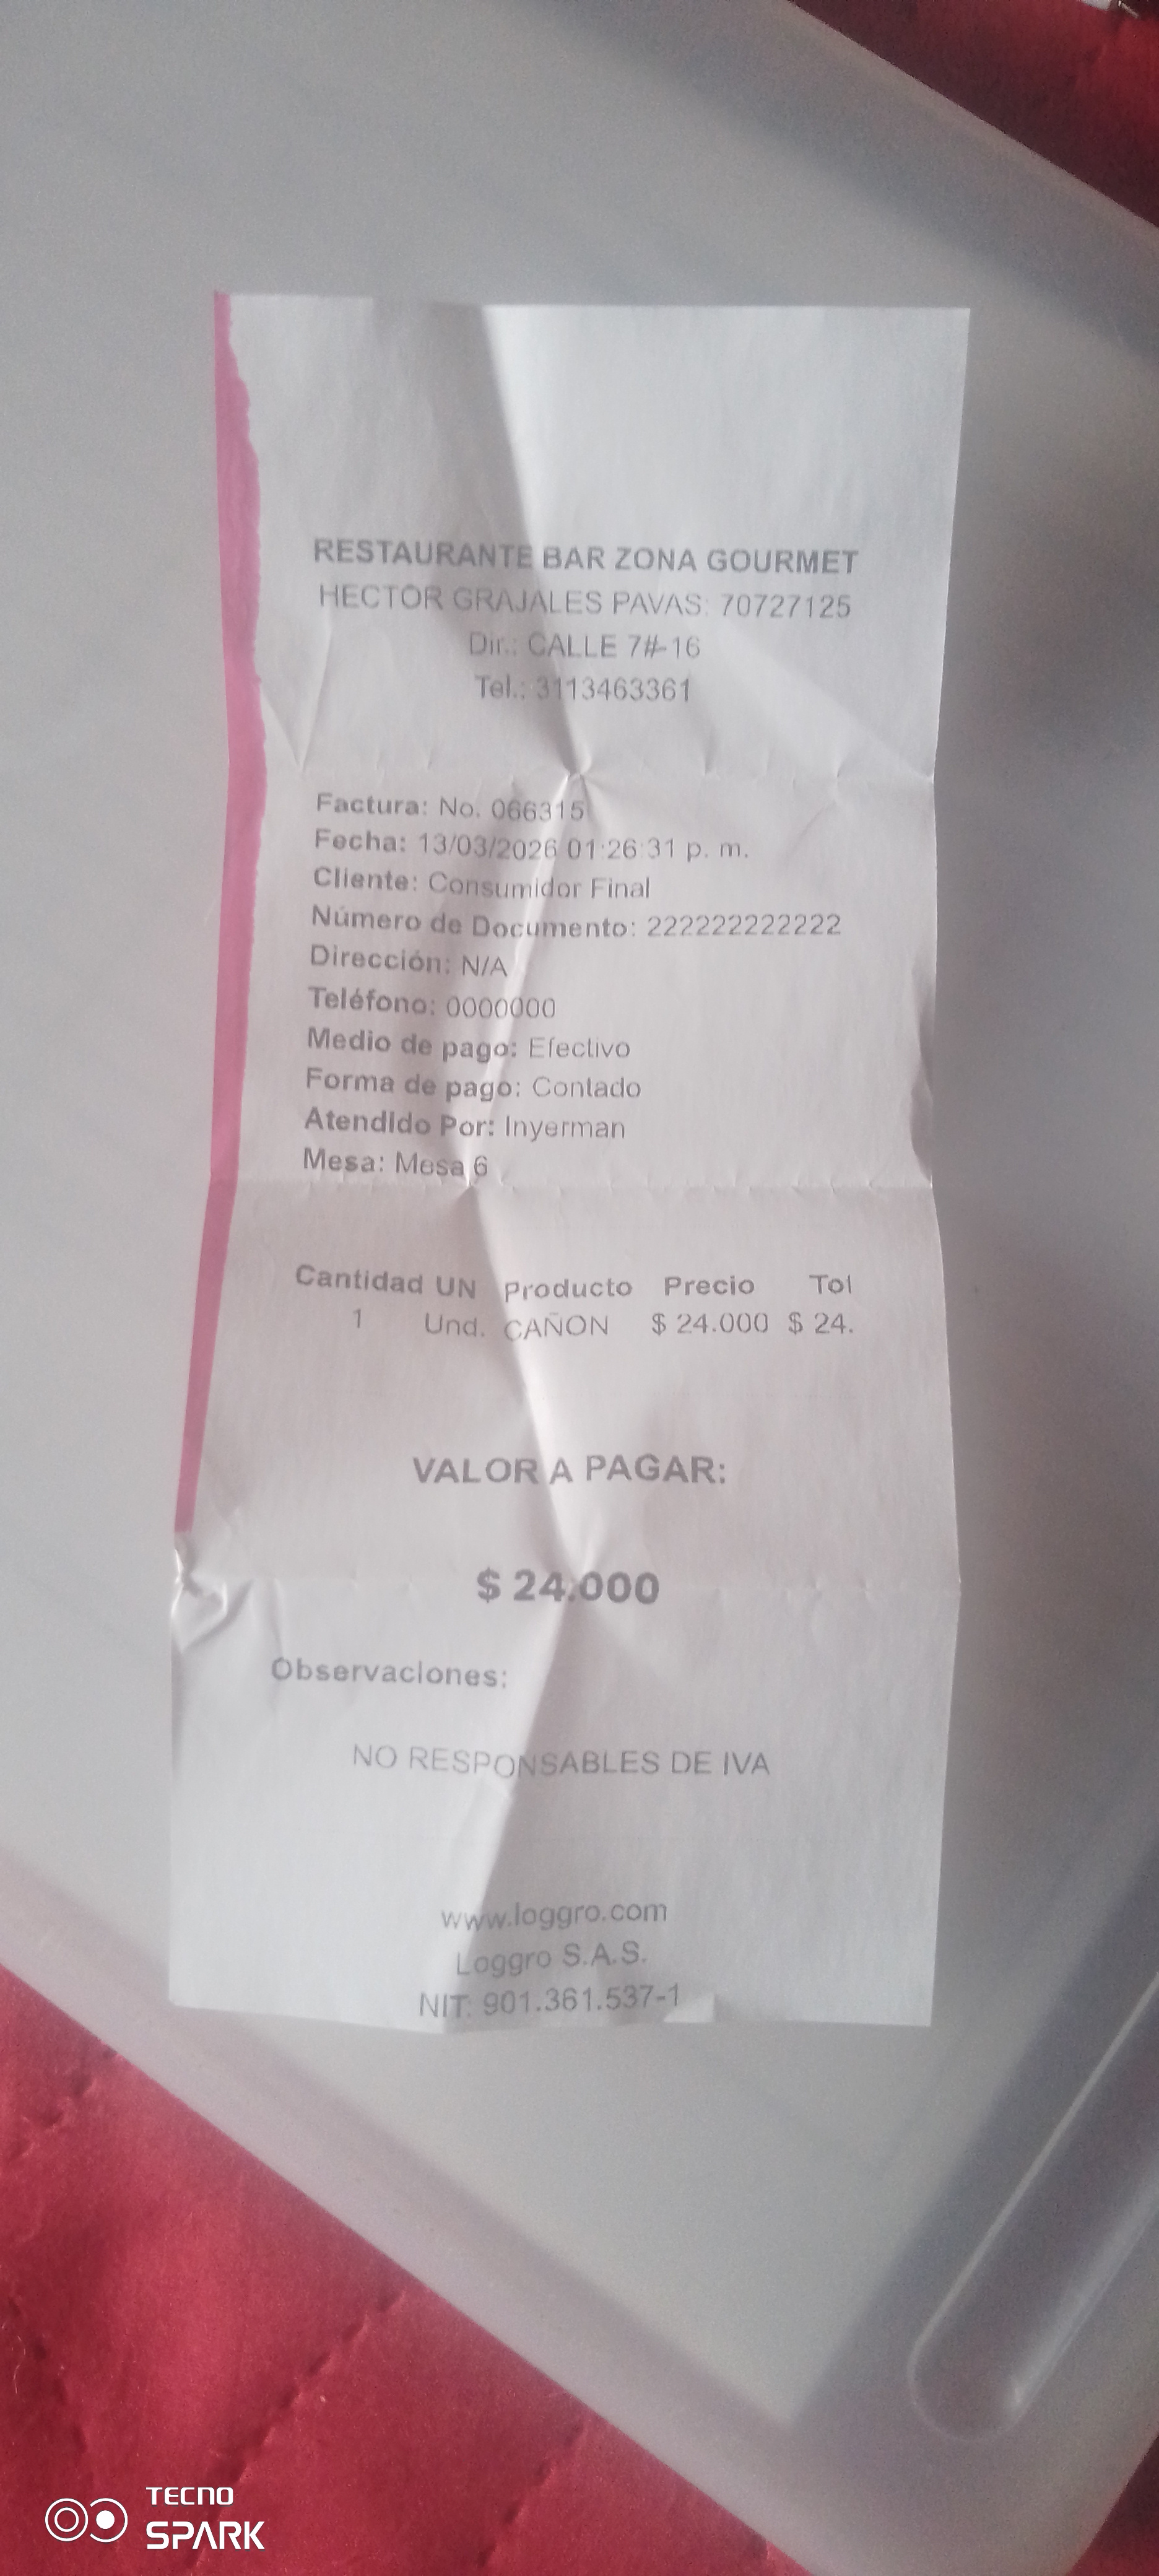 RESTAURANTE BAR ZONA GOURMET
HECTOR GRAJALES PAVAS: 70727125
Dir.: CALLE 7#-16
Tel.: 3113463361
Factura: No. 066315
Fecha: 13/03/2026 01:26:31 p. m.
Cliente: Consumidor Final
Número de Documento: 222222222222
Dirección: N/A
Teléfono: 0000000
Medio de pago: Efectivo
Forma de pago: Contado
Atendido Por: Inyerman
Mesa: Mesa 6
Cantidad UN Producto Precio Tot
1 Und. CAÑON $ 24.000 $ 24.
VALOR A PAGAR:
$ 24.000
Observaciones:
NO RESPONSABLES DE IVA
www.loggro.com
Loggro S.A.S.
NIT: 901.361.537-1
TECNO
SPARK